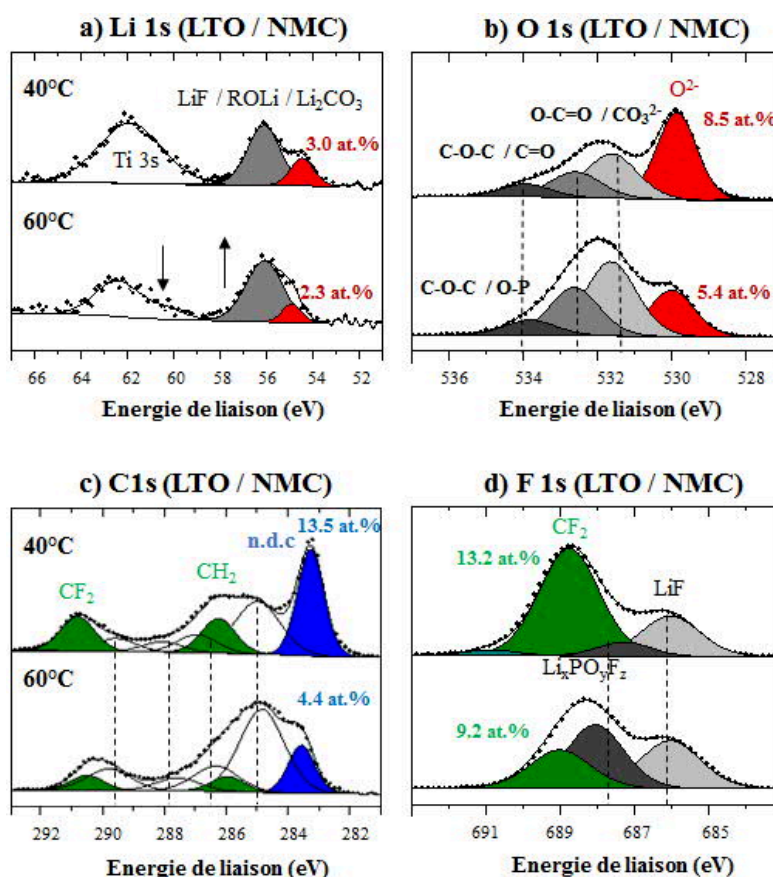 a) Li 1s (LTO / NMC)
40°C
LiF / ROLi / Li₂CO₃
Ti 3s
3.0 at.%
60°C
2.3 at.%
66 64 62 60 58 56 54 52
Energie de liaison (eV)
b) O 1s (LTO / NMC)
O-C=O / CO₃²⁻
O²⁻
8.5 at.%
C-O-C / C=O
C-O-C / O-P
5.4 at.%
536 534 532 530 528
Energie de liaison (eV)
c) C1s (LTO / NMC)
40°C
13.5 at.%
n.d.c
CH₂
CF₂
60°C
4.4 at.%
292 290 288 286 284 282
Energie de liaison (eV)
d) F 1s (LTO / NMC)
CF₂
13.2 at.%
LiF
LiₓPOᵧF_z
9.2 at.%
691 689 687 685
Energie de liaison (eV)